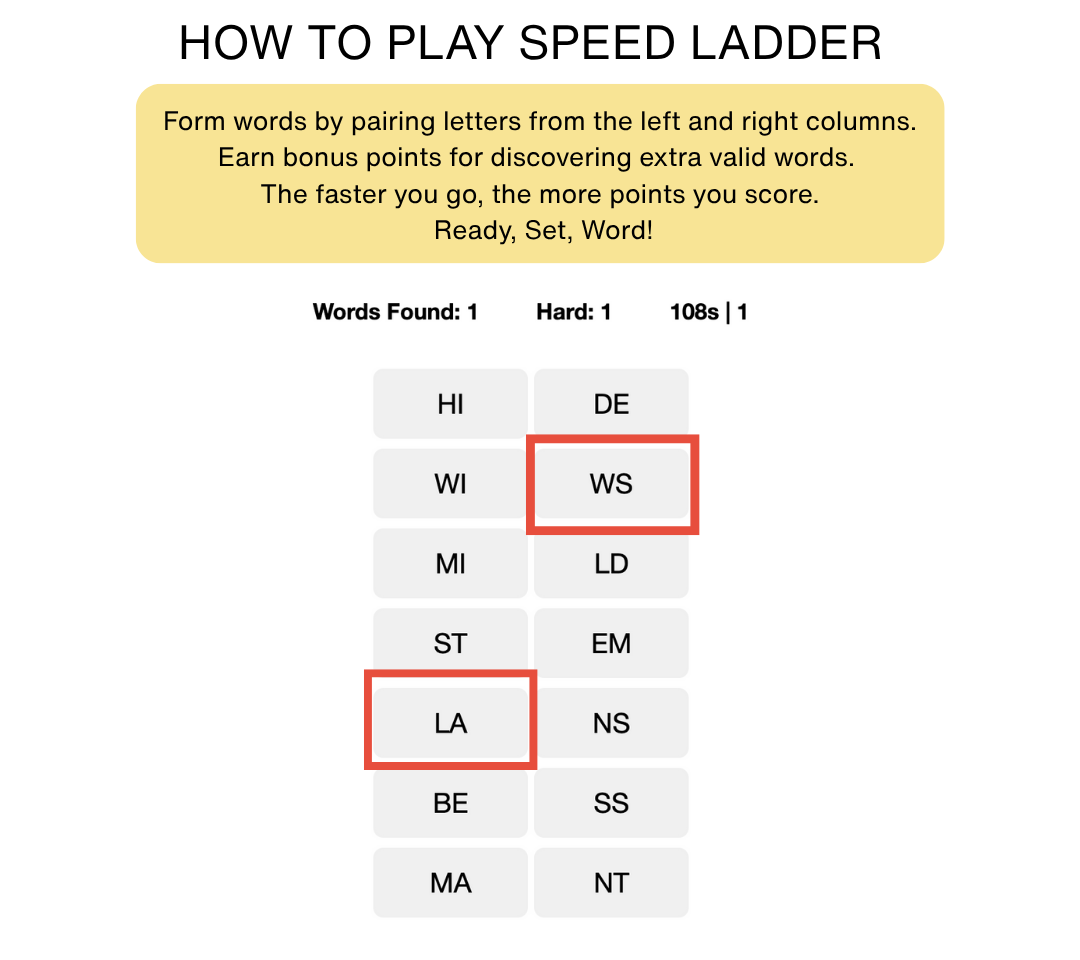 HOW TO PLAY SPEED LADDER
Form words by pairing letters from the left and right columns.
Earn bonus points for discovering extra valid words.
The faster you go, the more points you score.
Ready, Set, Word!
Words Found: 1 Hard: 1 108s | 1
HI DE
WI WS
MI LD
ST EM
LA NS
BE SS
MA NT